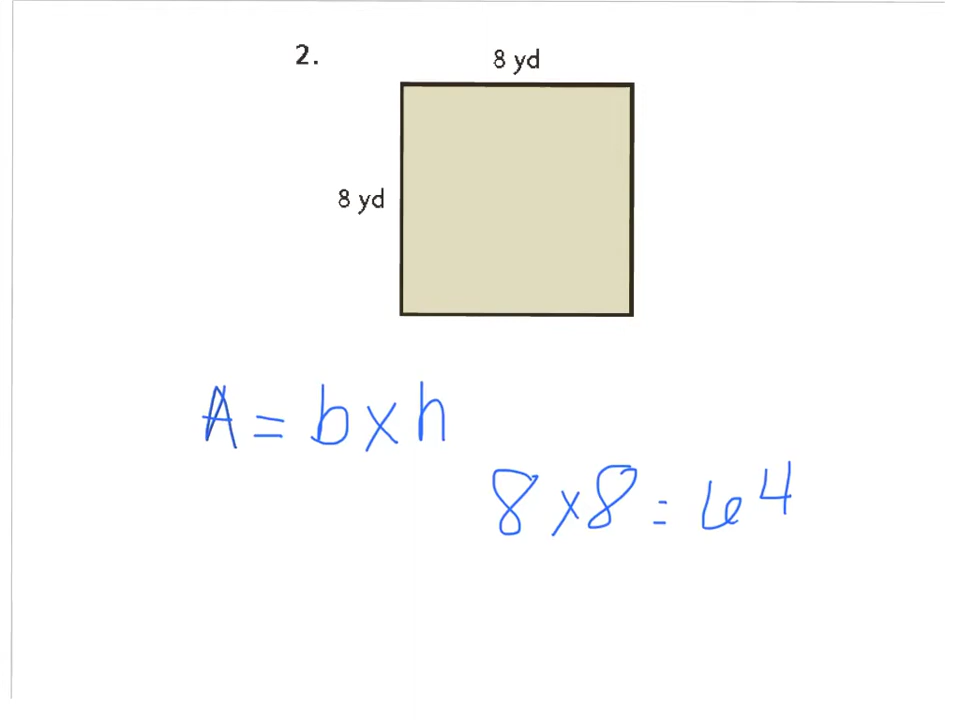 2.
8 yd
8 yd
A = b x h
8 x 8 = 64